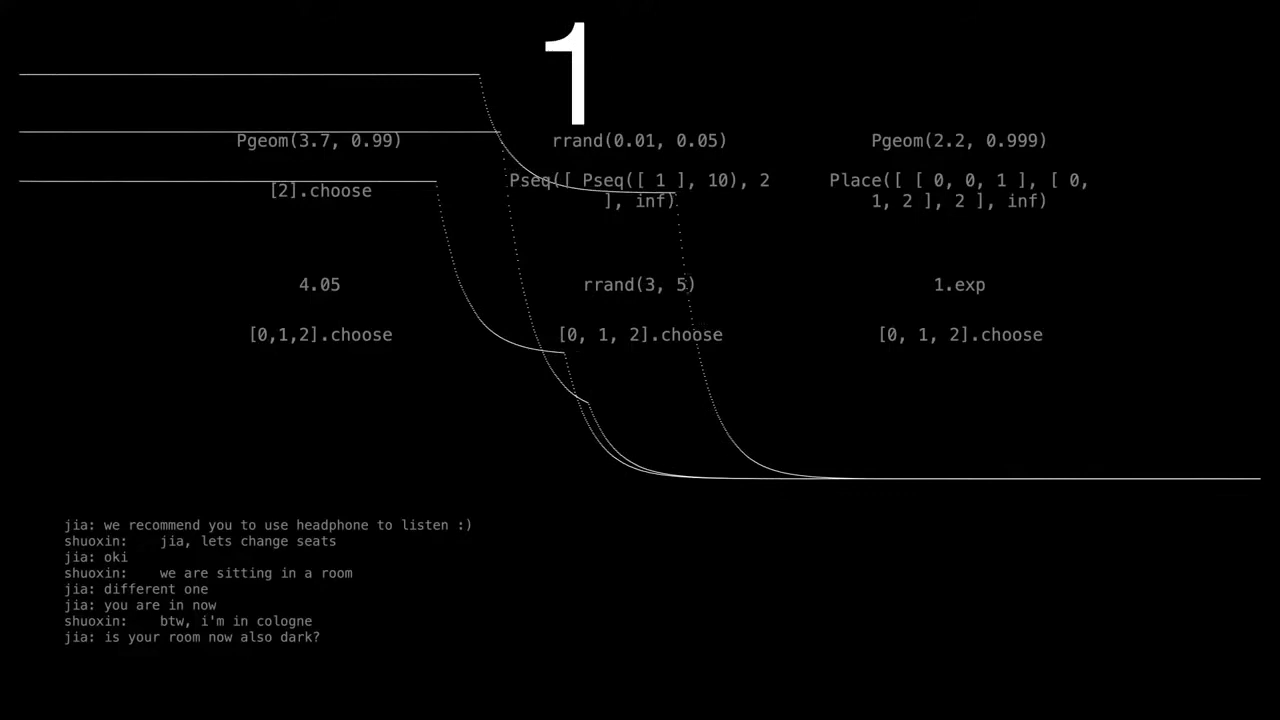 1
Pgeom(3.7, 0.99) rrand(0.01, 0.05) Pgeom(2.2, 0.999)
[2].choose Pseq([ Pseq([ 1 ], 10), 2 ], inf) Place([ [ 0, 0, 1 ], [ 0, 1, 2 ], 2 ], inf)
4.05 rrand(3, 5) 1.exp
[0,1,2].choose [0, 1, 2].choose [0, 1, 2].choose
jia: we recommend you to use headphone to listen :)
shuoxin: jia, lets change seats
jia: oki
shuoxin: we are sitting in a room
jia: different one
jia: you are in now
shuoxin: btw, i'm in cologne
jia: is your room now also dark?